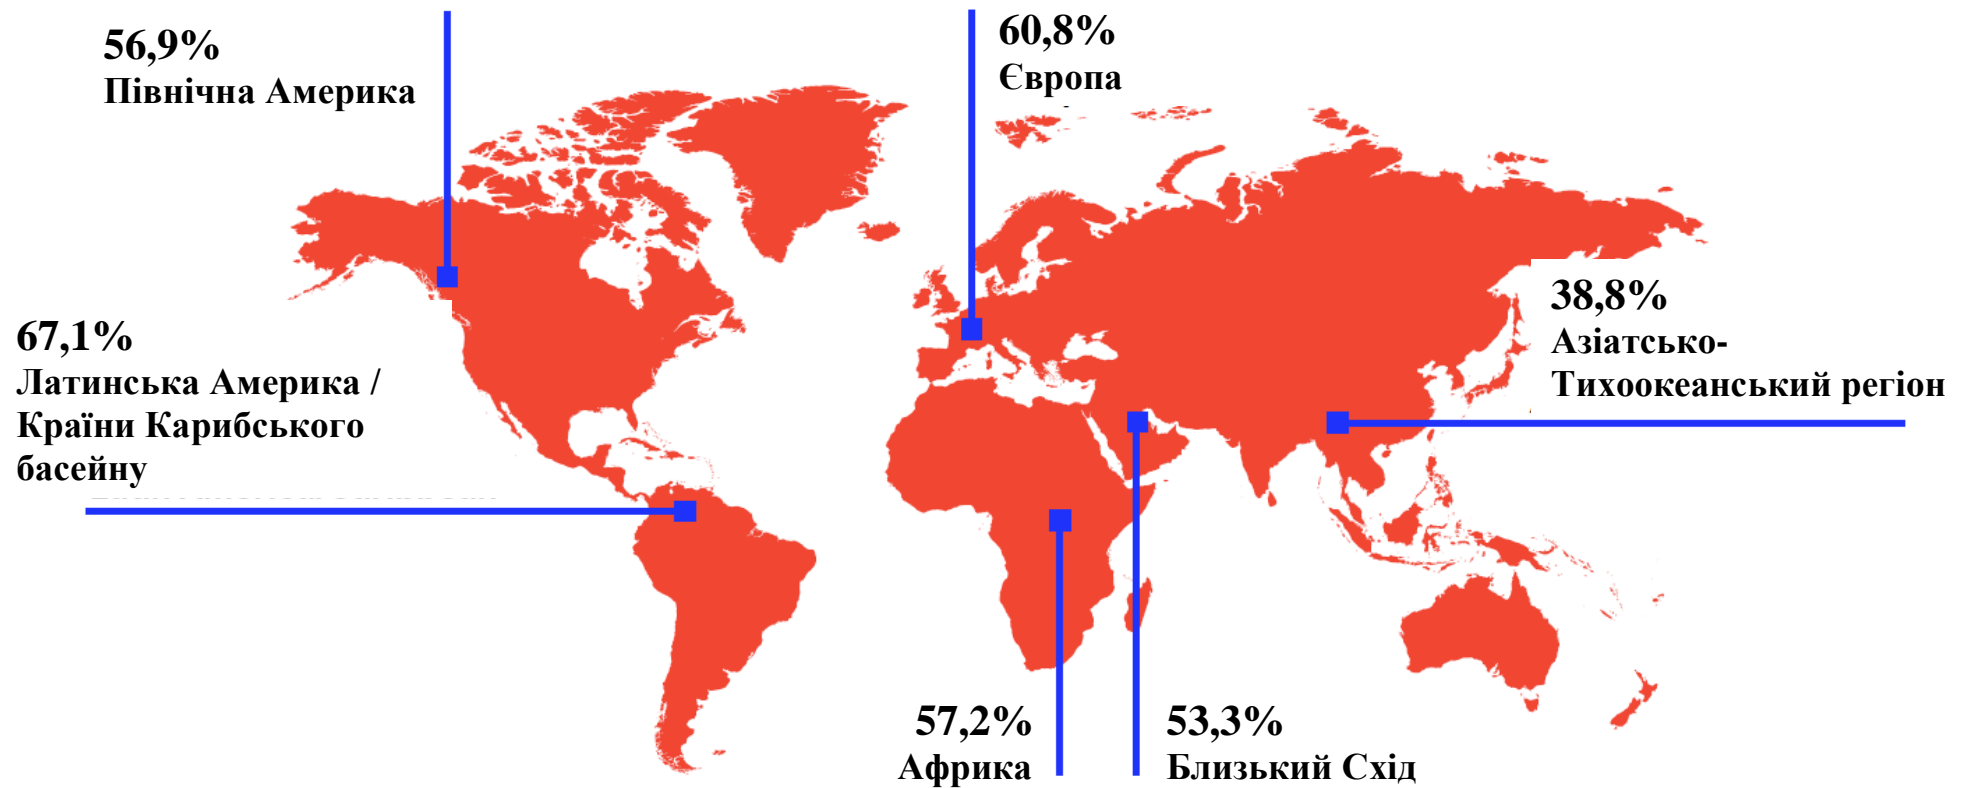 56,9%
Північна Америка
60,8%
Європа
67,1%
Латинська Америка /
Країни Карибського
басейну
38,8%
Азіатсько-
Тихоокеанський регіон
57,2%
Африка
53,3%
Близький Схід